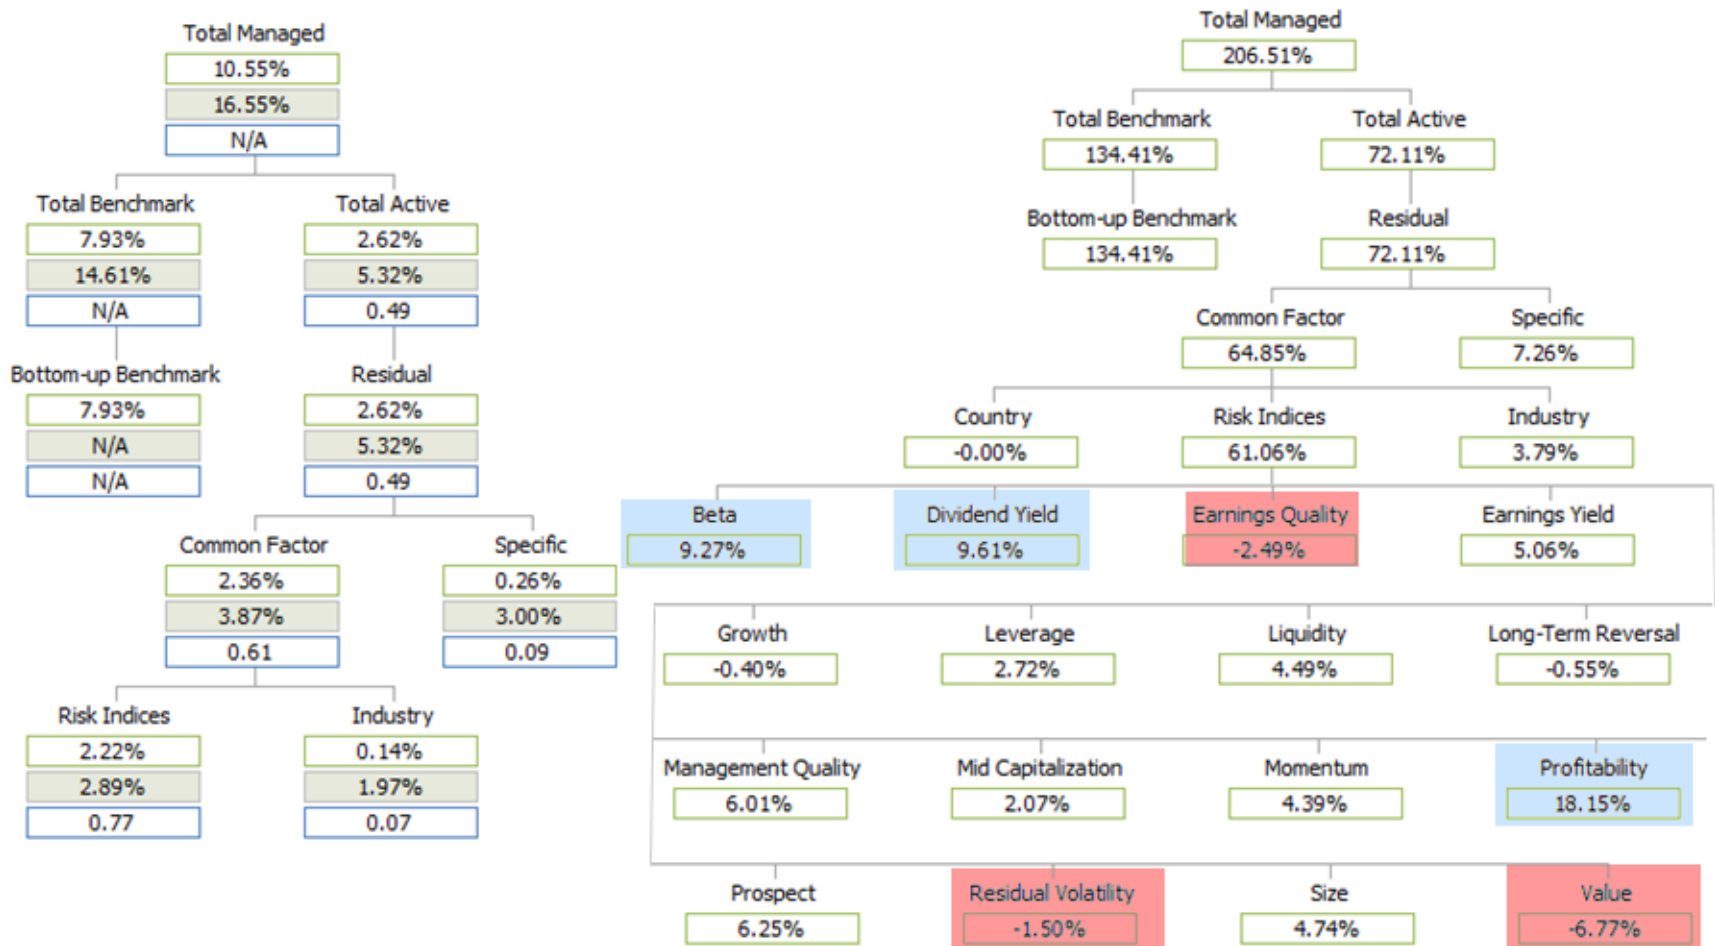 Total Managed
10.55%
16.55%
N/A
Total Benchmark
7.93%
14.61%
N/A
Total Active
2.62%
5.32%
0.49
Bottom-up Benchmark
7.93%
N/A
N/A
Residual
2.62%
5.32%
0.49
Common Factor
2.36%
3.87%
0.61
Specific
0.26%
3.00%
0.09
Risk Indices
2.22%
2.89%
0.77
Industry
0.14%
1.97%
0.07
Total Managed
206.51%
Total Benchmark
134.41%
Total Active
72.11%
Bottom-up Benchmark
134.41%
Residual
72.11%
Common Factor
64.85%
Specific
7.26%
Country
-0.00%
Risk Indices
61.06%
Industry
3.79%
Beta
9.27%
Dividend Yield
9.61%
Earnings Quality
-2.49%
Earnings Yield
5.06%
Growth
-0.40%
Leverage
2.72%
Liquidity
4.49%
Long-Term Reversal
-0.55%
Management Quality
6.01%
Mid Capitalization
2.07%
Momentum
4.39%
Profitability
18.15%
Prospect
6.25%
Residual Volatility
-1.50%
Size
4.74%
Value
-6.77%